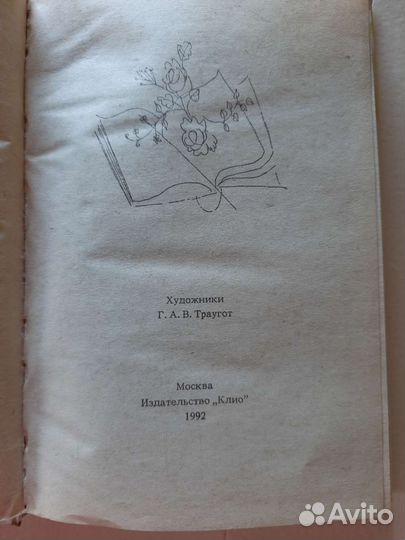 Художники
Г. А. В. Траугот
Москва
Издательство „Клио"
1992
Avito